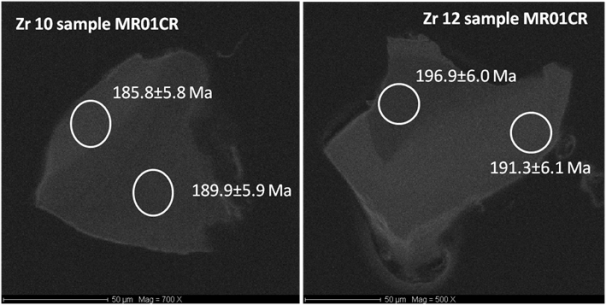 Zr 10 sample MR01CR
185.8±5.8 Ma
189.9±5.9 Ma
50 µm Mag = 700 X
Zr 12 sample MR01CR
196.9±6.0 Ma
191.3±6.1 Ma
50 µm Mag = 500 X